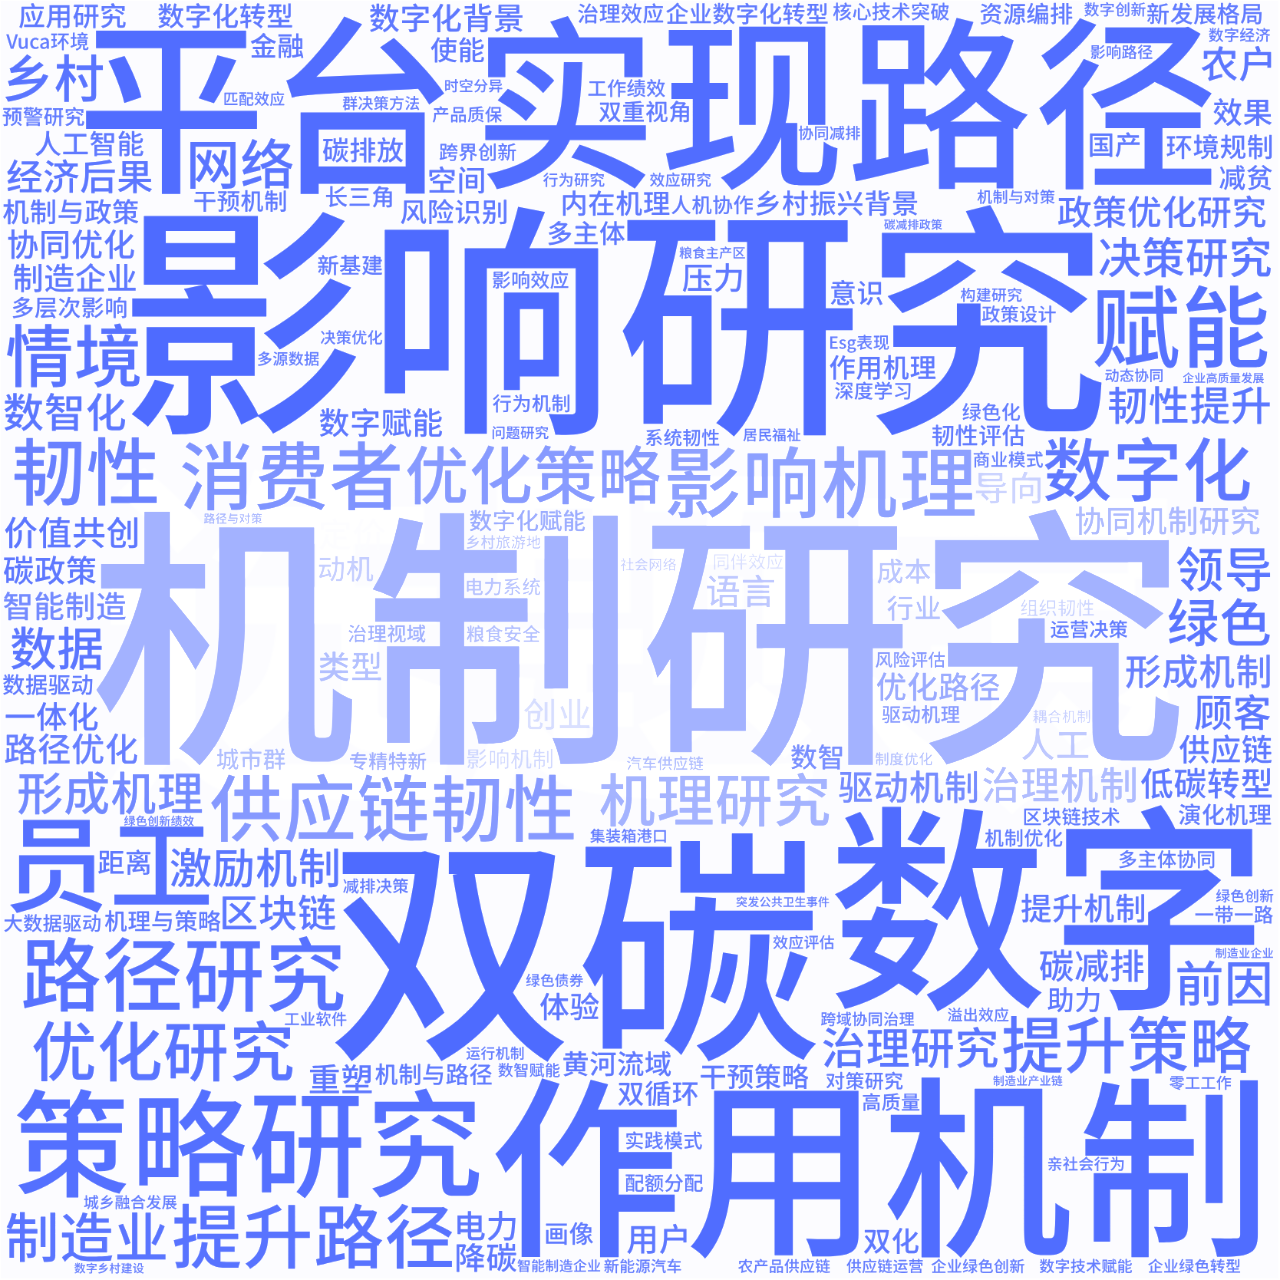 应用研究
数字化转型
数字化背景
治理效应
企业数字化转型
核心技术突破
资源编排
数字创新
新发展格局
Vuca环境
金融
使能
数字经济
平台
实现路径
影响路径
乡村
农户
时空分异
工作绩效
匹配效应
群决策方法
产品质保
双重视角
效果
预警研究
协同减排
人工智能
碳排放
跨界创新
国产
环境规制
网络
经济后果
空间
行为研究
效应研究
减贫
干预机制
长三角
风险识别
内在机理
人机协作
乡村振兴背景
机制与对策
机制与政策
政策优化研究
碳减排政策
多主体
协同优化
影响研究
粮食主产区
决策研究
新基建
制造企业
影响效应
压力
意识
构建研究
多层次影响
政策设计
赋能
决策优化
Esg表现
情境
多源数据
作用机理
动态协同
企业高质量发展
深度学习
数智化
行为机制
绿色化
韧性提升
数字赋能
问题研究
系统韧性
居民福祉
韧性评估
韧性
消费者
优化策略
影响机理
商业模式
数字化
导向
价值共创
路径与对策
数字化赋能
协同机制研究
机制研究
乡村旅游地
碳政策
动机
社会网络
同伴效应
成本
领导
电力系统
语言
智能制造
行业
组织韧性
绿色
数据
治理视域
粮食安全
运营决策
类型
风险评估
形成机制
数据驱动
优化路径
一体化
创业
驱动机理
耦合机制
顾客
路径优化
城市群
专精特新
影响机制
汽车供应链
数智
制度优化
人工
供应链
形成机理
供应链韧性
机理研究
驱动机制
治理机制
低碳转型
员工
绿色创新绩效
集装箱港口
区块链技术
演化机理
双碳
数字
机制优化
距离
激励机制
多主体协同
减排决策
大数据驱动
机理与策略
区块链
突发公共卫生事件
提升机制
绿色创新
一带一路
效应评估
路径研究
碳减排
制造业企业
绿色债券
前因
体验
助力
工业软件
跨域协同治理
溢出效应
优化研究
运行机制
黄河流域
治理研究
提升策略
重塑
机制与路径
数智赋能
干预策略
对策研究
制造业产业链
零工工作
双循环
高质量
策略研究
作用机制
实践模式
亲社会行为
配额分配
城乡融合发展
制造业
提升路径
电力
画像
用户
双化
降碳
数字乡村建设
智能制造企业
新能源汽车
农产品供应链
供应链运营
企业绿色创新
数字技术赋能
企业绿色转型